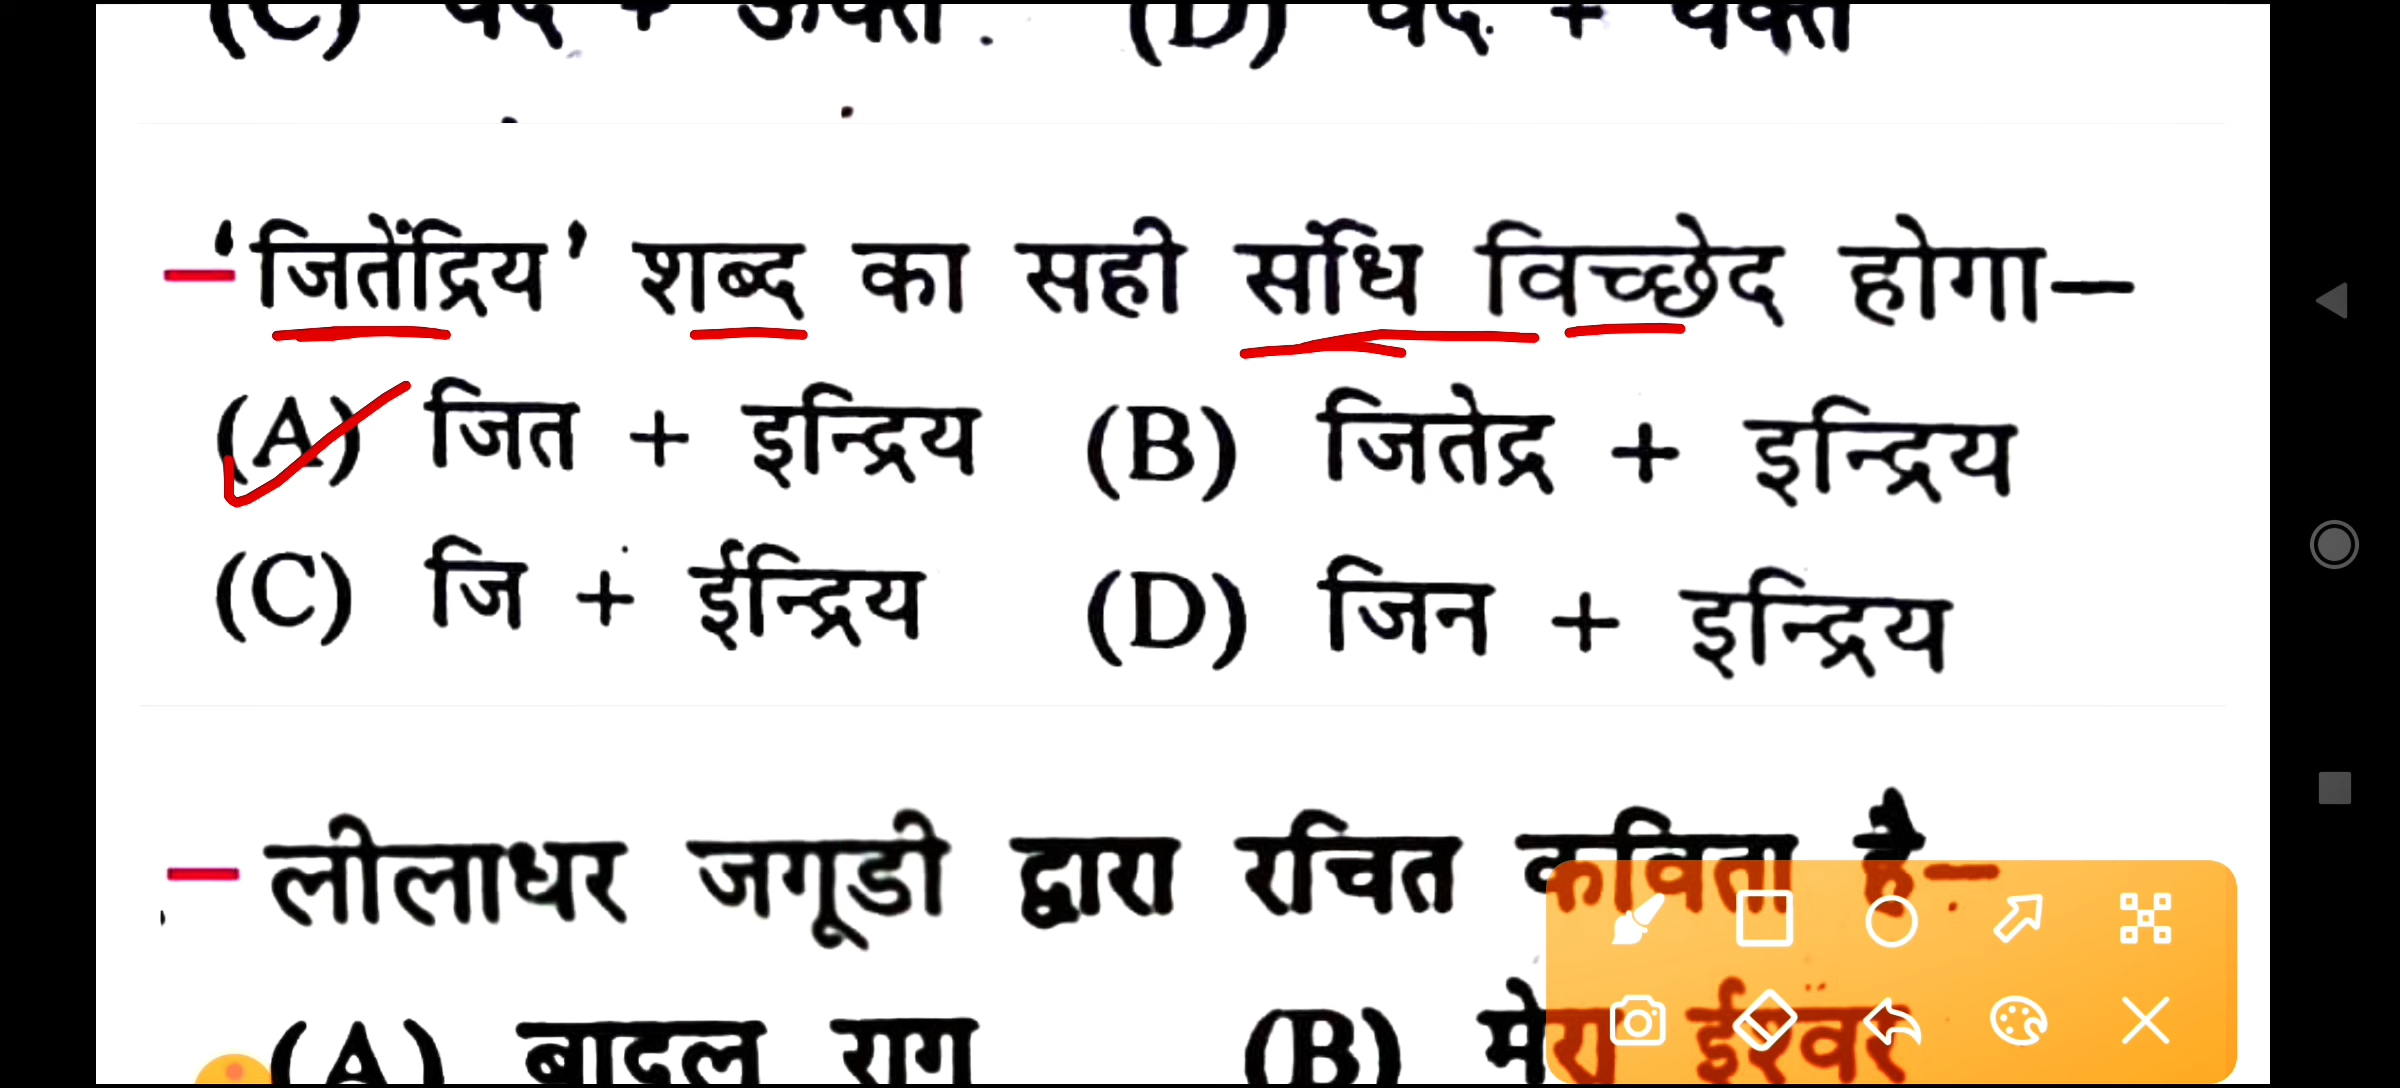 (C) + (D) +
'जितेंद्रिय' शब्द का सही संधि विच्छेद होगा—
(A) जित + इन्द्रिय (B) जितेद्र + इन्द्रिय
(C) जि + ईन्द्रिय (D) जिन + इन्द्रिय
लीलाधर जगूडी द्वारा रचित कविता है—
(A) बादल राग (B) मेरा ईश्वर